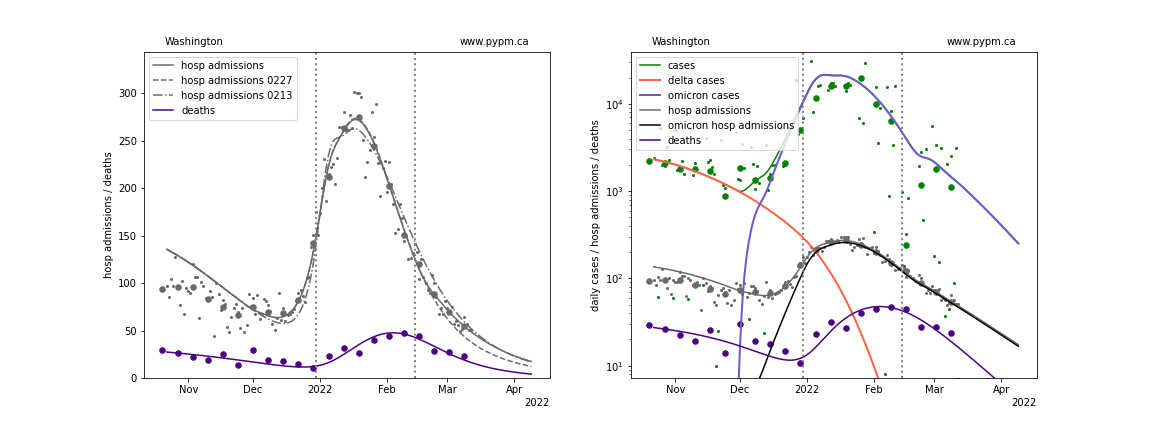 Washington
www.pypm.ca
hosp admissions
hosp admissions 0227
hosp admissions 0213
deaths
hosp admissions / deaths
300
250
200
150
100
50
0
Nov
Dec
2022
Feb
Mar
Apr
2022
Washington
www.pypm.ca
cases
delta cases
omicron cases
hosp admissions
omicron hosp admissions
deaths
daily cases / hosp admissions / deaths
10⁴
10³
10²
10¹
Nov
Dec
2022
Feb
Mar
Apr
2022